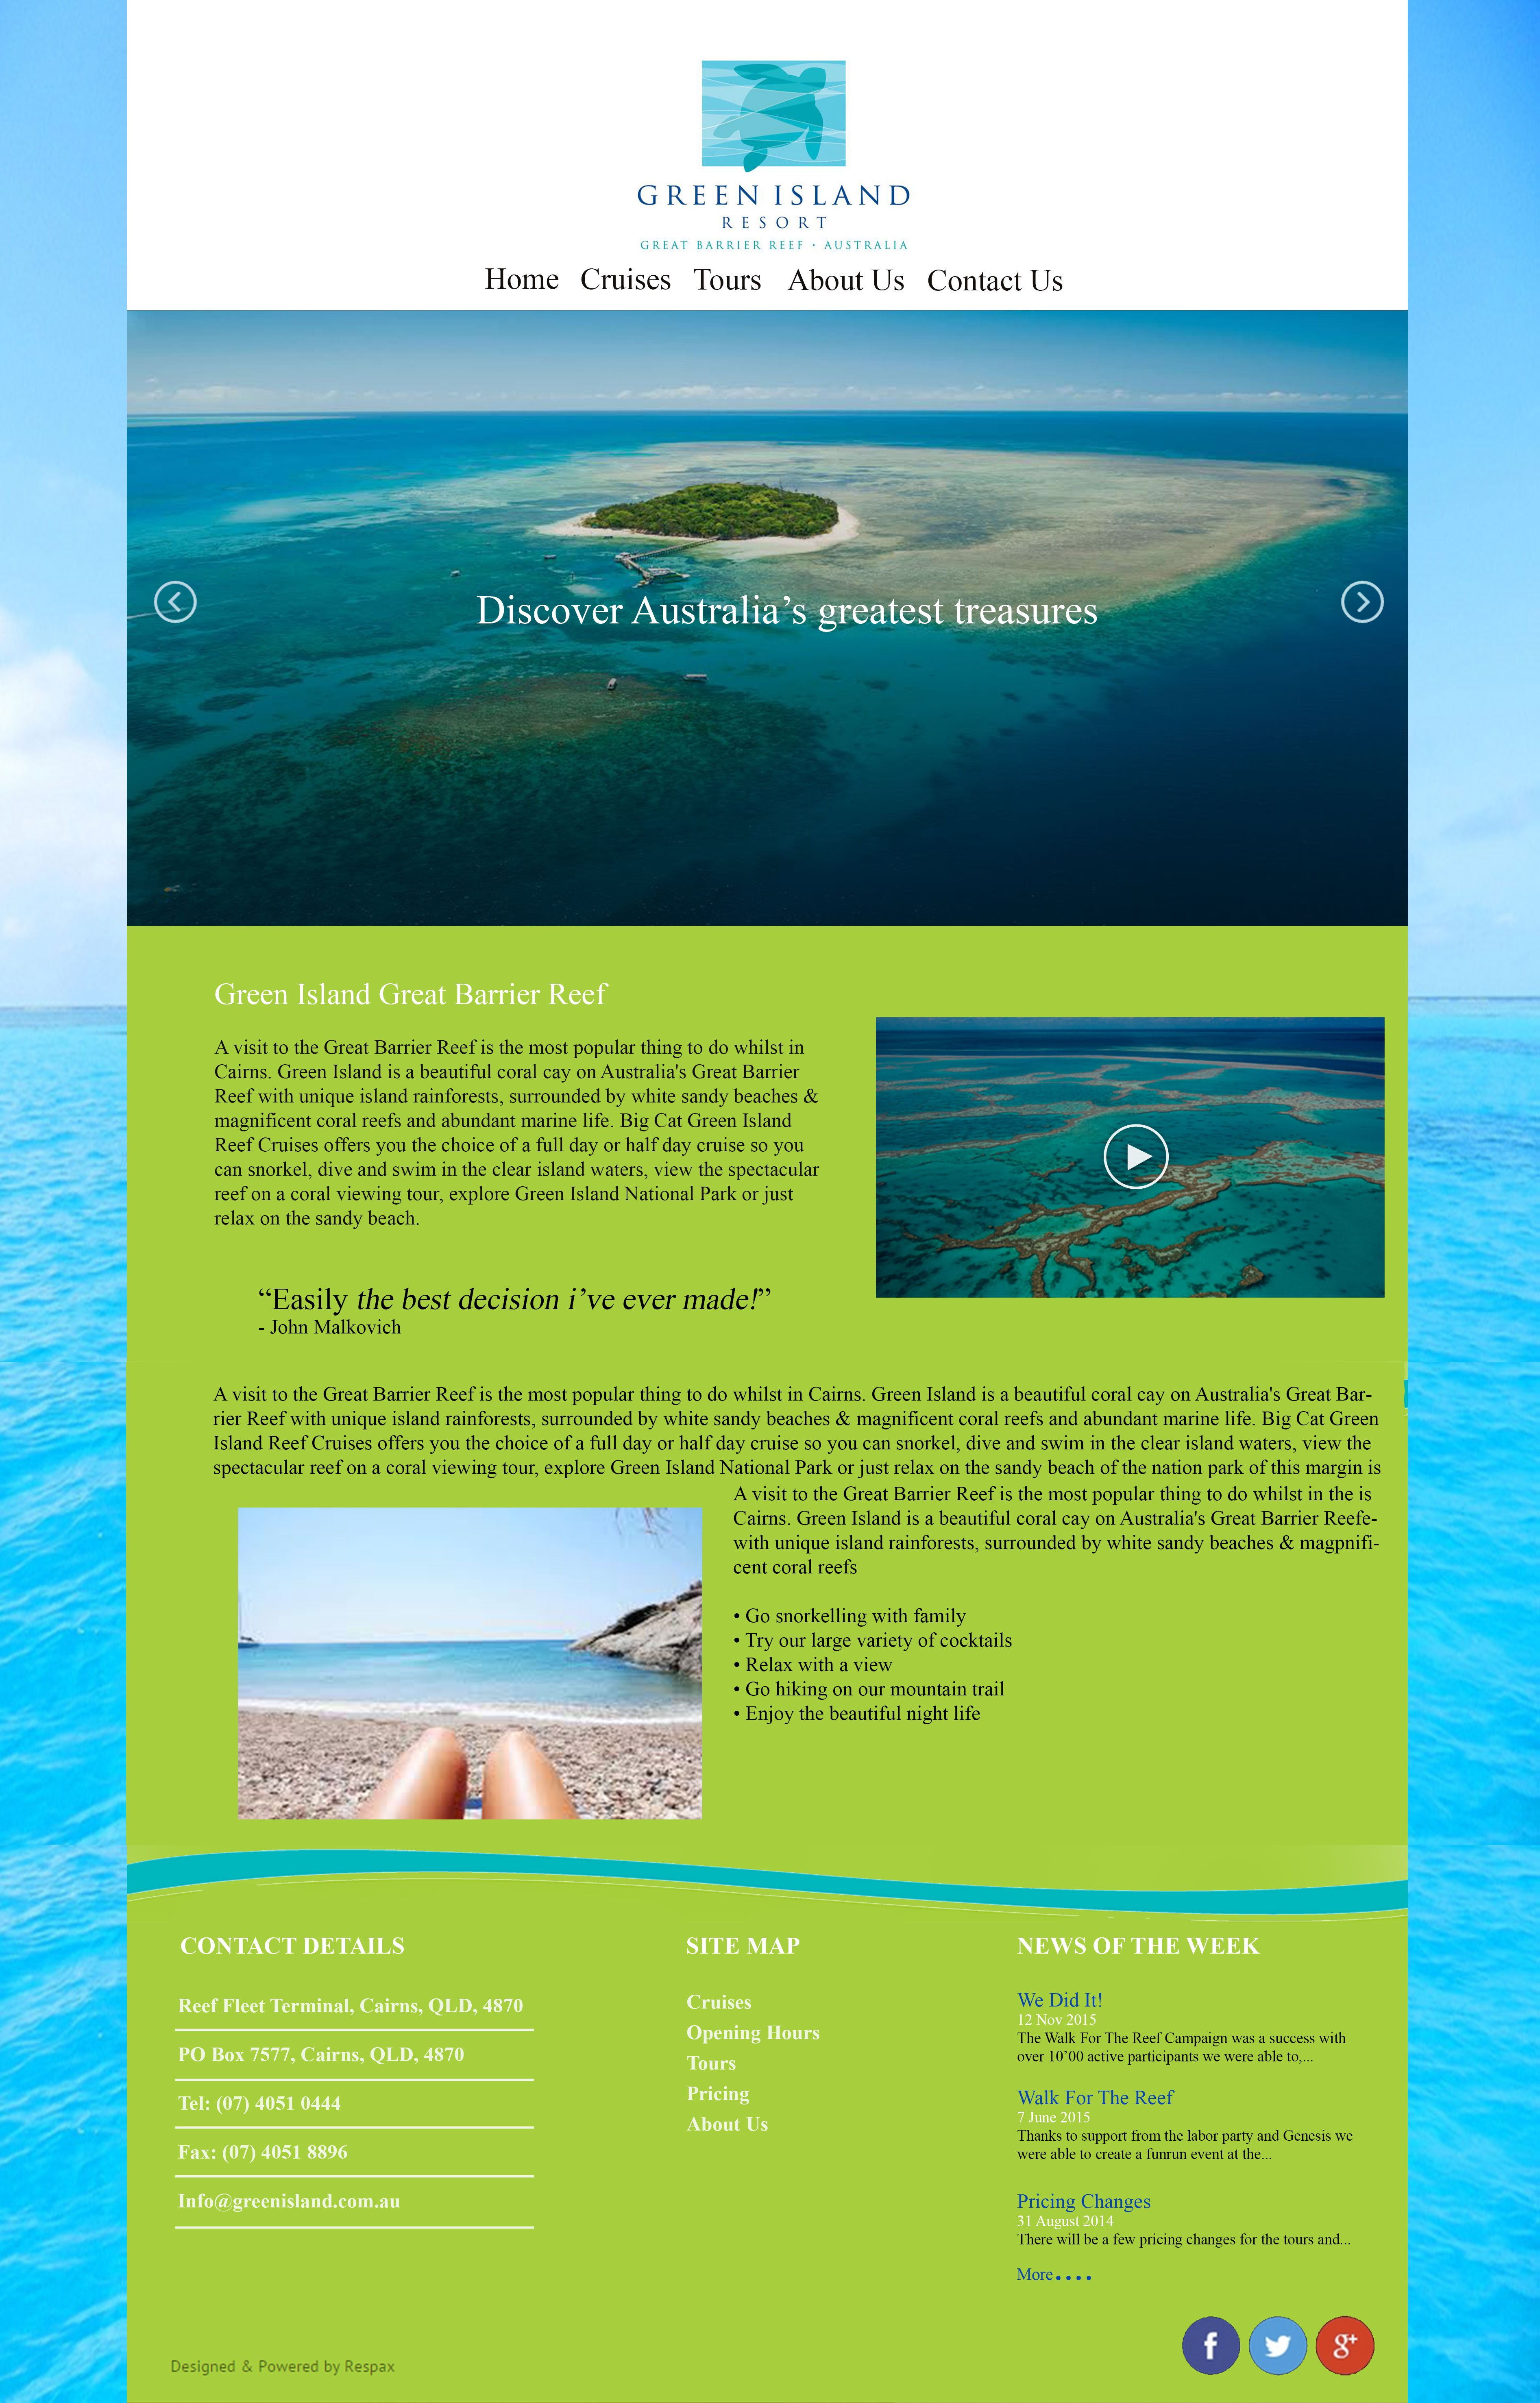 GREEN ISLAND
RESORT
GREAT BARRIER REEF • AUSTRALIA
Home Cruises Tours About Us Contact Us
Discover Australia’s greatest treasures
Green Island Great Barrier Reef
A visit to the Great Barrier Reef is the most popular thing to do whilst in
Cairns. Green Island is a beautiful coral cay on Australia's Great Barrier
Reef with unique island rainforests, surrounded by white sandy beaches &
magnificent coral reefs and abundant marine life. Big Cat Green Island
Reef Cruises offers you the choice of a full day or half day cruise so you
can snorkel, dive and swim in the clear island waters, view the spectacular
reef on a coral viewing tour, explore Green Island National Park or just
relax on the sandy beach.
“Easily the best decision i’ve ever made!”
- John Malkovich
A visit to the Great Barrier Reef is the most popular thing to do whilst in Cairns. Green Island is a beautiful coral cay on Australia's Great Bar-
rier Reef with unique island rainforests, surrounded by white sandy beaches & magnificent coral reefs and abundant marine life. Big Cat Green
Island Reef Cruises offers you the choice of a full day or half day cruise so you can snorkel, dive and swim in the clear island waters, view the
spectacular reef on a coral viewing tour, explore Green Island National Park or just relax on the sandy beach of the nation park of this margin is
A visit to the Great Barrier Reef is the most popular thing to do whilst in the is
Cairns. Green Island is a beautiful coral cay on Australia's Great Barrier Reefe-
with unique island rainforests, surrounded by white sandy beaches & magpnifi-
cent coral reefs
• Go snorkelling with family
• Try our large variety of cocktails
• Relax with a view
• Go hiking on our mountain trail
• Enjoy the beautiful night life
CONTACT DETAILS
Reef Fleet Terminal, Cairns, QLD, 4870
PO Box 7577, Cairns, QLD, 4870
Tel: (07) 4051 0444
Fax: (07) 4051 8896
Info@greenisland.com.au
SITE MAP
Cruises
Opening Hours
Tours
Pricing
About Us
NEWS OF THE WEEK
We Did It!
12 Nov 2015
The Walk For The Reef Campaign was a success with
over 10’00 active participants we were able to,...
Walk For The Reef
7 June 2015
Thanks to support from the labor party and Genesis we
were able to create a funrun event at the...
Pricing Changes
31 August 2014
There will be a few pricing changes for the tours and...
More....
f g+
Designed & Powered by Respax